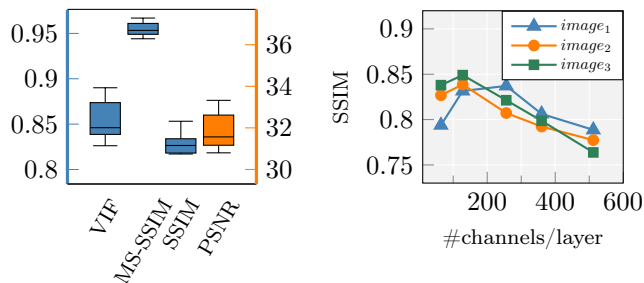 0.95
0.9
0.85
0.8
36
34
32
30
VIF
MS-SSIM
SSIM
PSNR
SSIM
0.9
0.85
0.8
0.75
image₁
image₂
image₃
200
400
600
#channels/layer